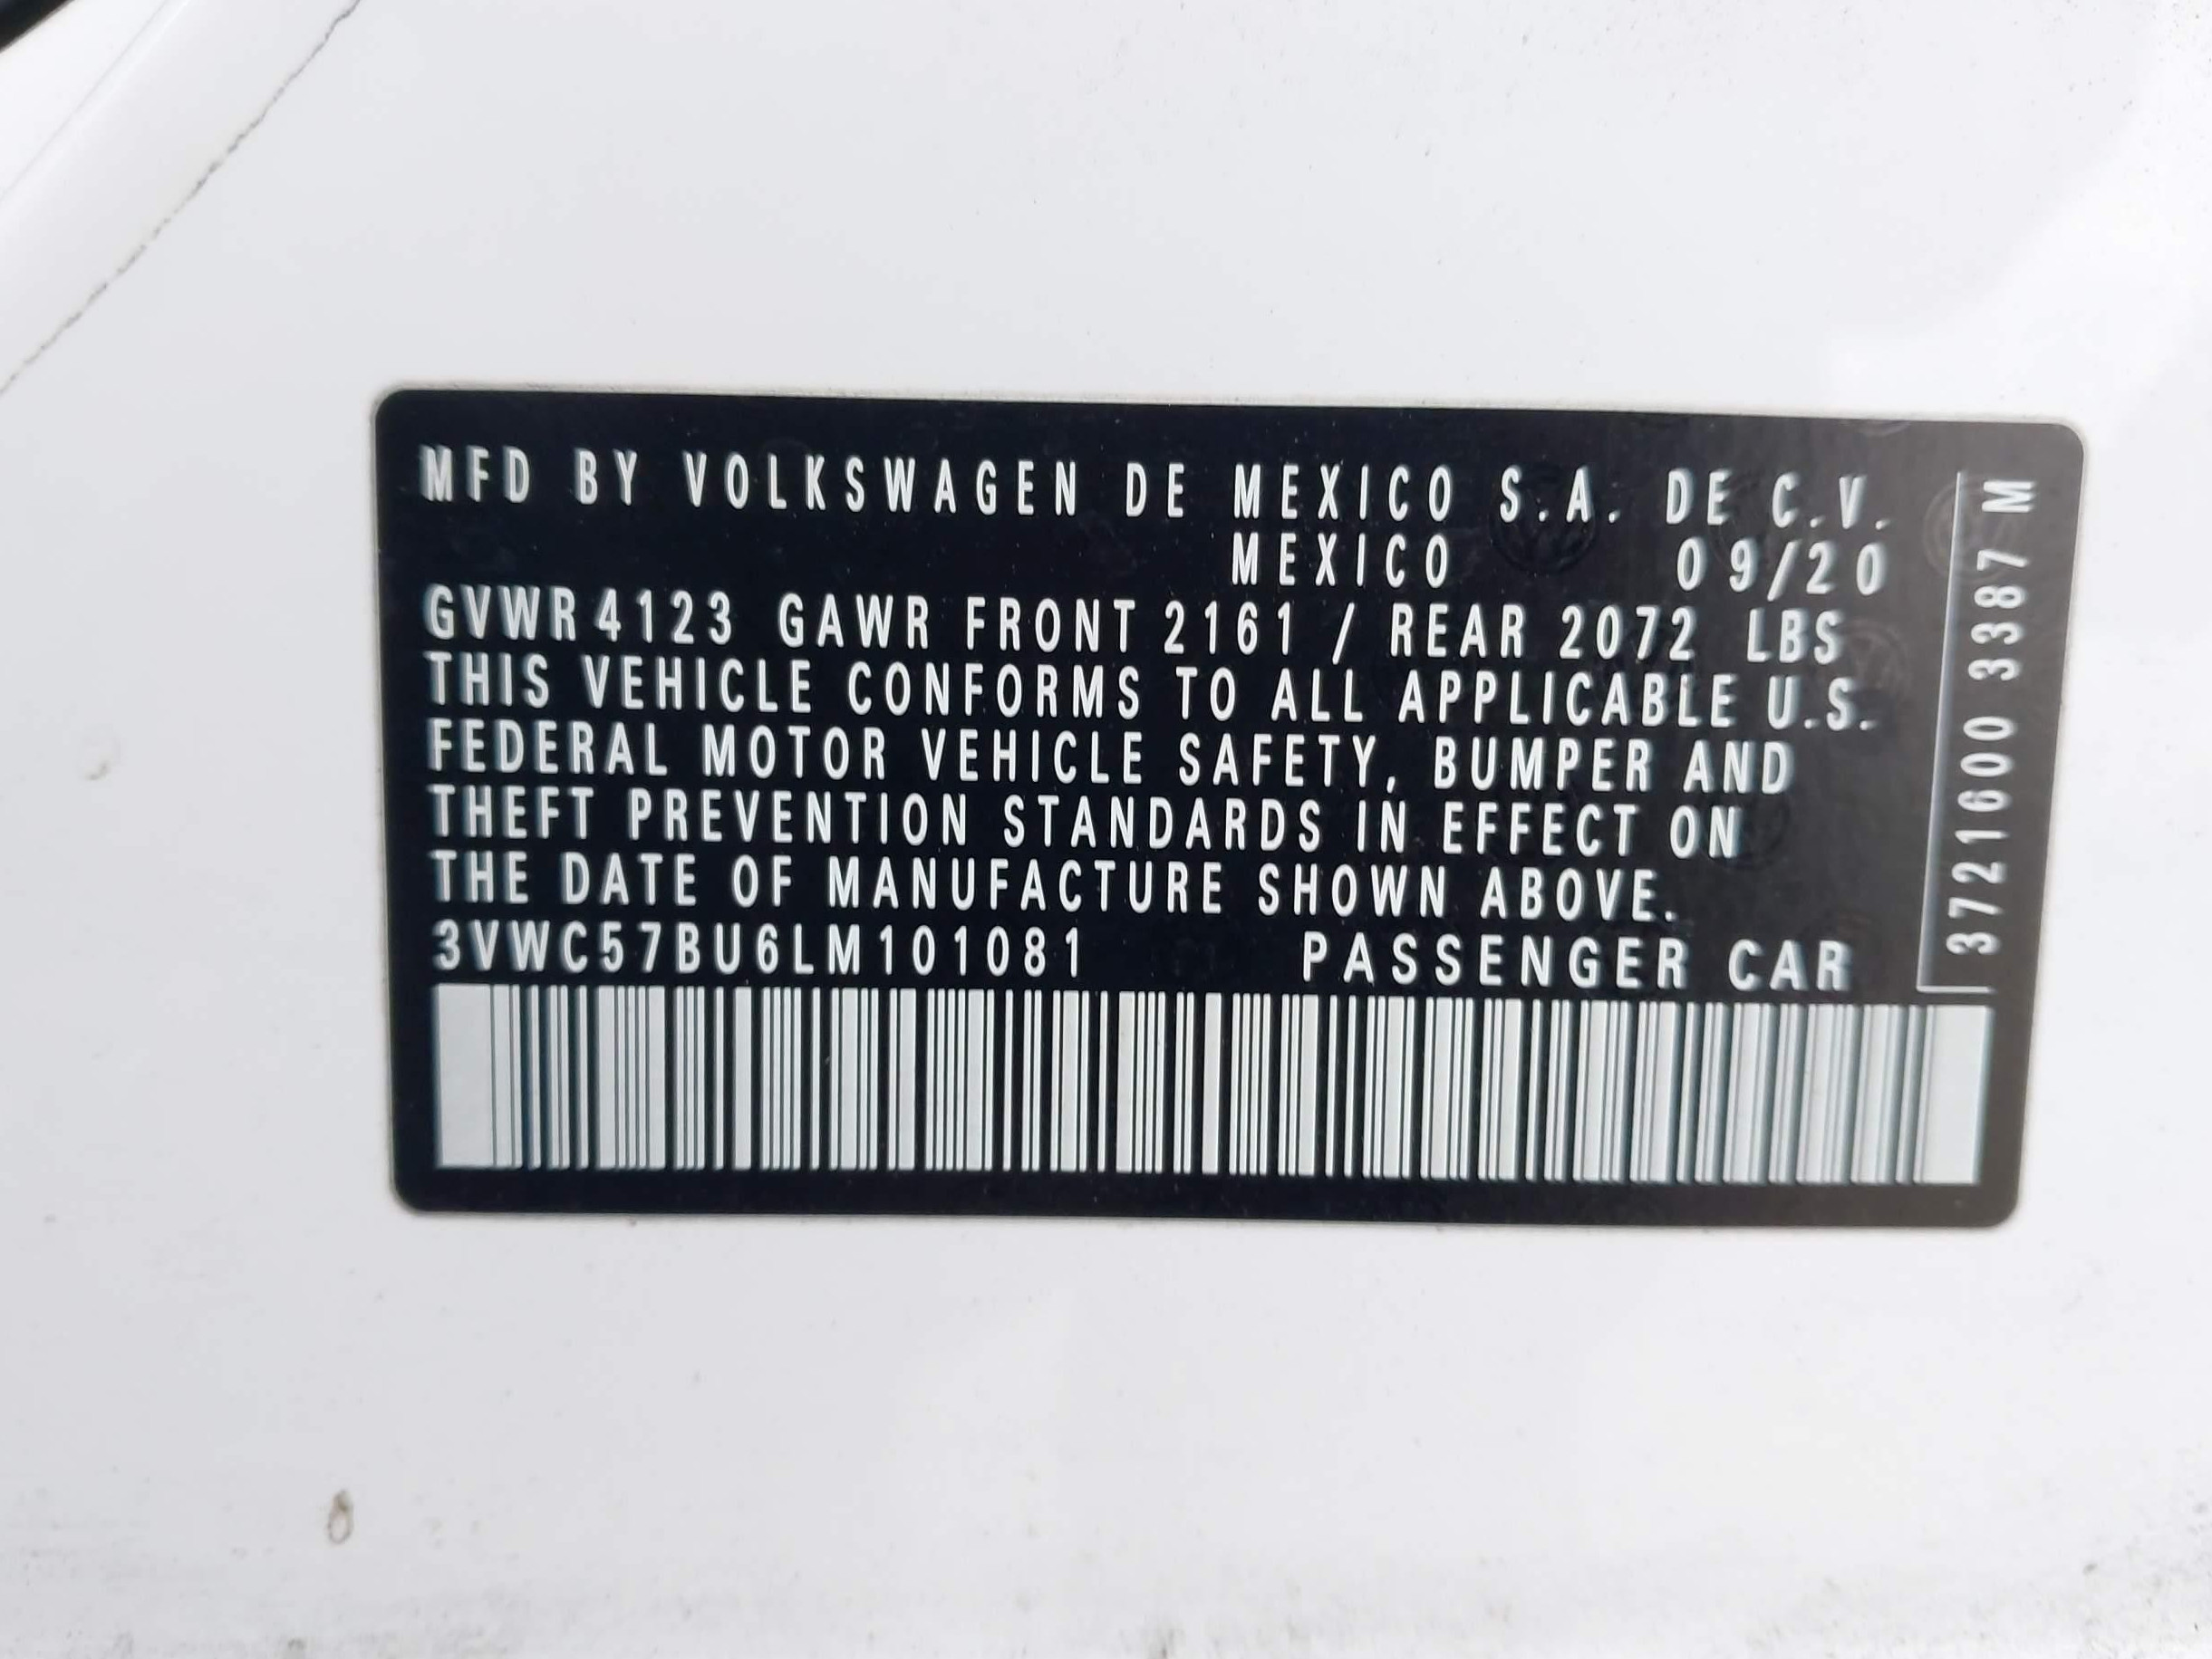 MFD BY VOLKSWAGEN DE MEXICO S.A. DE C.V.
MEXICO 09/20
GVWR 4123 GAWR FRONT 2161 / REAR 2072 LBS
THIS VEHICLE CONFORMS TO ALL APPLICABLE U.S.
FEDERAL MOTOR VEHICLE SAFETY, BUMPER AND
THEFT PREVENTION STANDARDS IN EFFECT ON
THE DATE OF MANUFACTURE SHOWN ABOVE.
3VWC57BU6LM101081 PASSENGER CAR
3721600 3387 M